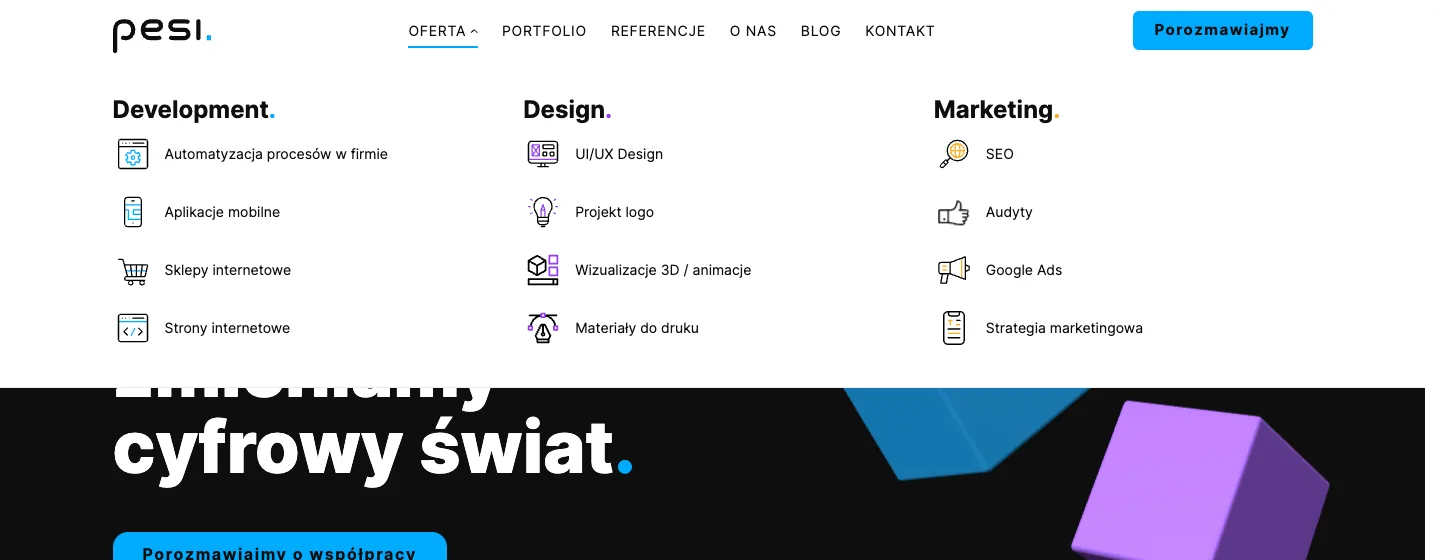 pesi.
OFERTA
PORTFOLIO
REFERENCJE
O NAS
BLOG
KONTAKT
Porozmawiajmy
Development.
Automatyzacja procesów w firmie
Aplikacje mobilne
Sklepy internetowe
Strony internetowe
Design.
UI/UX Design
Projekt logo
Wizualizacje 3D / animacje
Materiały do druku
Marketing.
SEO
Audyty
Google Ads
Strategia marketingowa
zmieniamy
cyfrowy świat.
Porozmawiajmy o współpracy